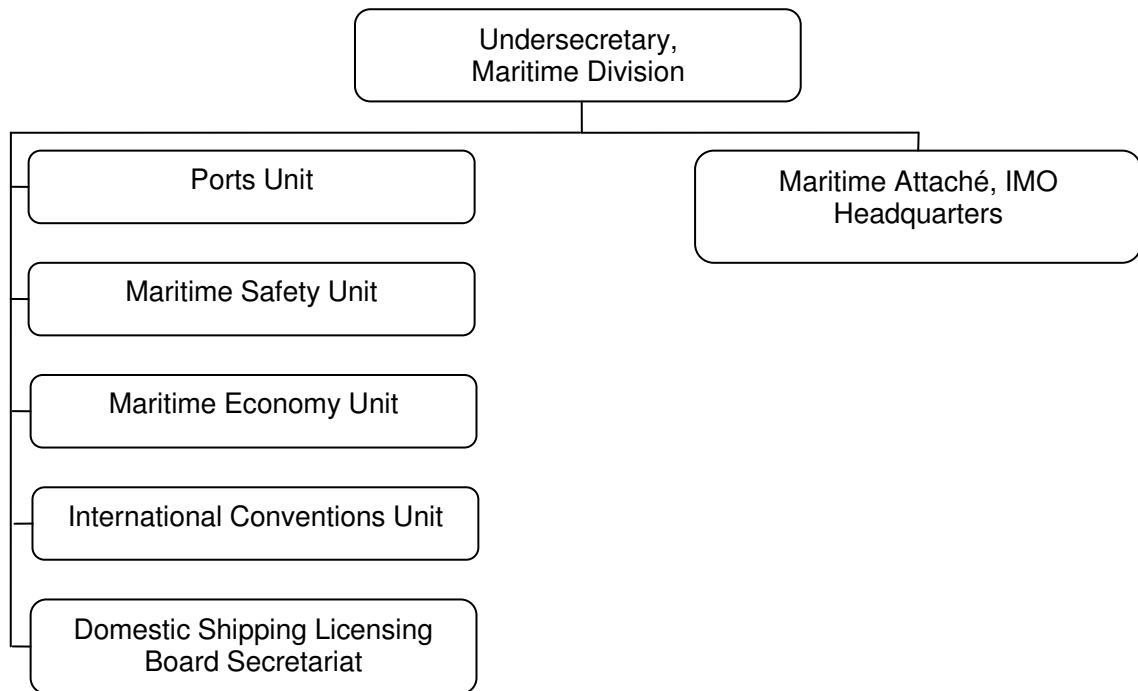 Undersecretary,
Maritime Division
Ports Unit
Maritime Attaché, IMO
Headquarters
Maritime Safety Unit
Maritime Economy Unit
International Conventions Unit
Domestic Shipping Licensing
Board Secretariat